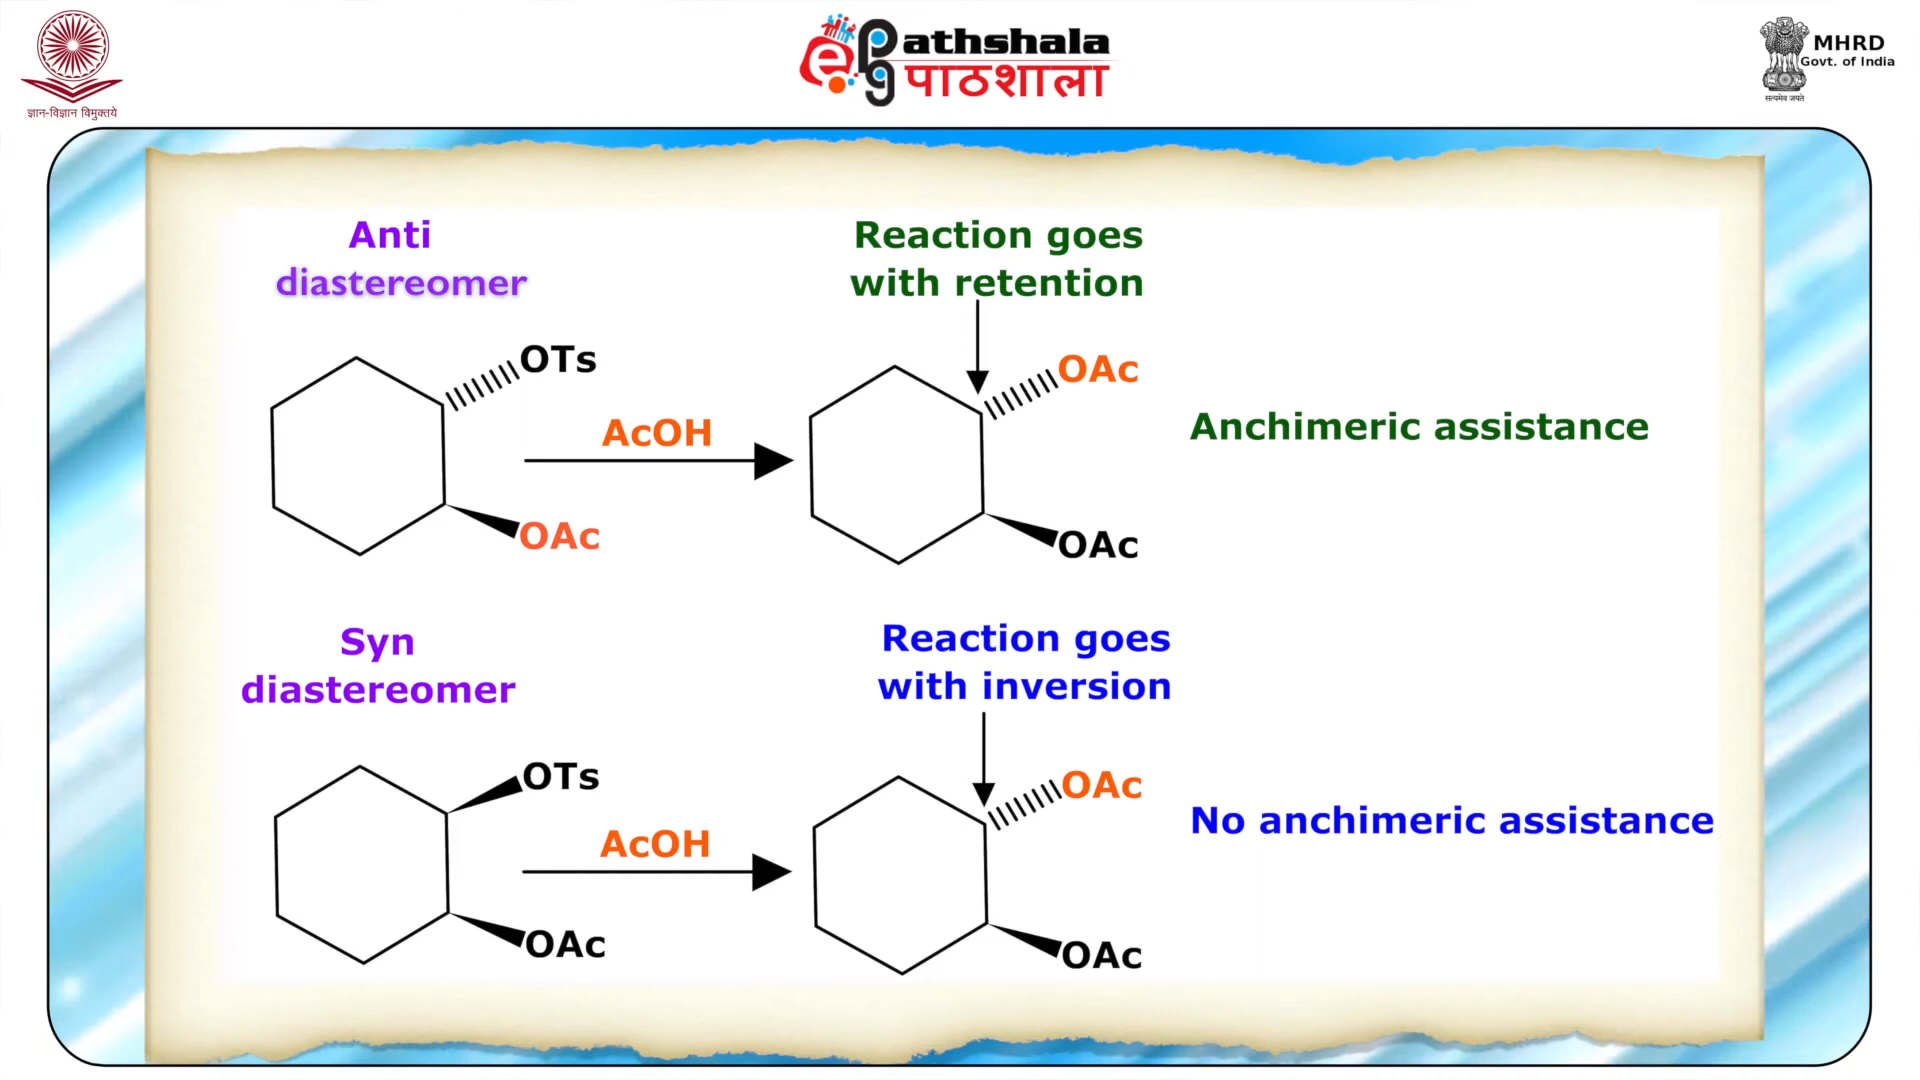 ज्ञान-विज्ञान विमुक्तये
ePG athshala
पाठशाला
MHRD
Govt. of India
सत्यमेव जयते
Anti
diastereomer
Reaction goes
with retention
OTs
OAc
AcOH
OAc
OAc
Anchimeric assistance
Syn
diastereomer
Reaction goes
with inversion
OTs
OAc
AcOH
OAc
OAc
No anchimeric assistance